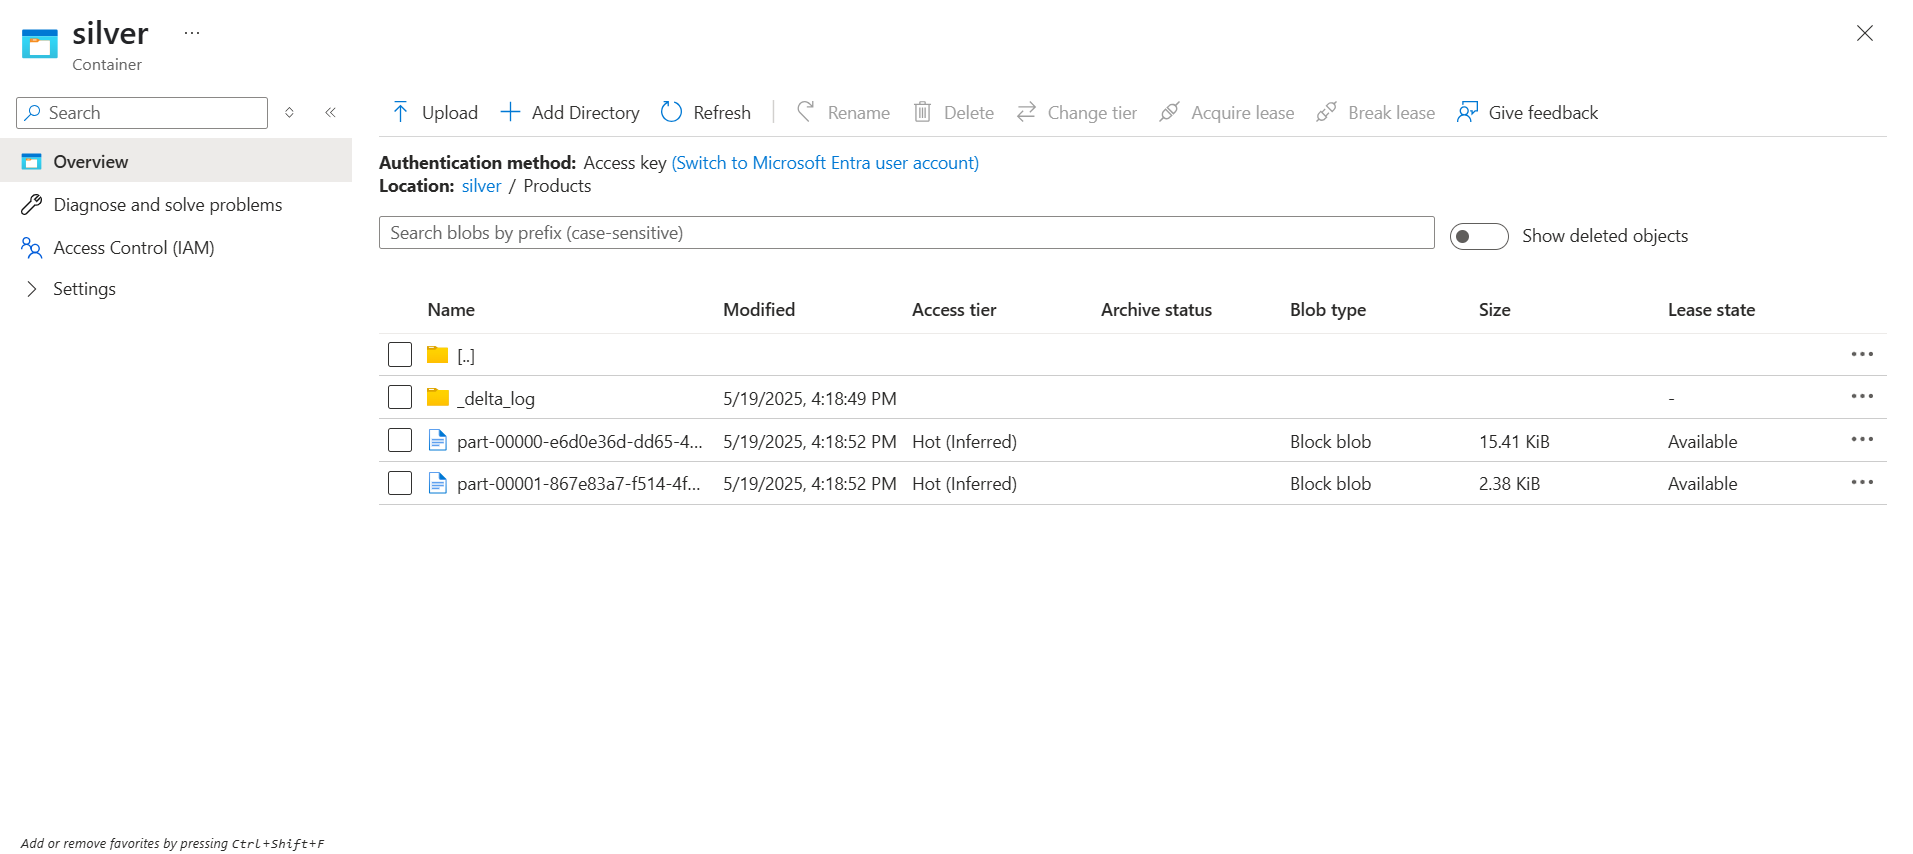 silver ...
Container
Search
Upload Add Directory Refresh Rename Delete Change tier Acquire lease Break lease Give feedback
Overview
Diagnose and solve problems
Access Control (IAM)
Settings
Authentication method: Access key (Switch to Microsoft Entra user account)
Location: silver / Products
Search blobs by prefix (case-sensitive)
Show deleted objects
Name Modified Access tier Archive status Blob type Size Lease state
[..]
_delta_log 5/19/2025, 4:18:49 PM -
part-00000-e6d0e36d-dd65-4... 5/19/2025, 4:18:52 PM Hot (Inferred) Block blob 15.41 KiB Available
part-00001-867e83a7-f514-4f... 5/19/2025, 4:18:52 PM Hot (Inferred) Block blob 2.38 KiB Available
Add or remove favorites by pressing Ctrl+Shift+F